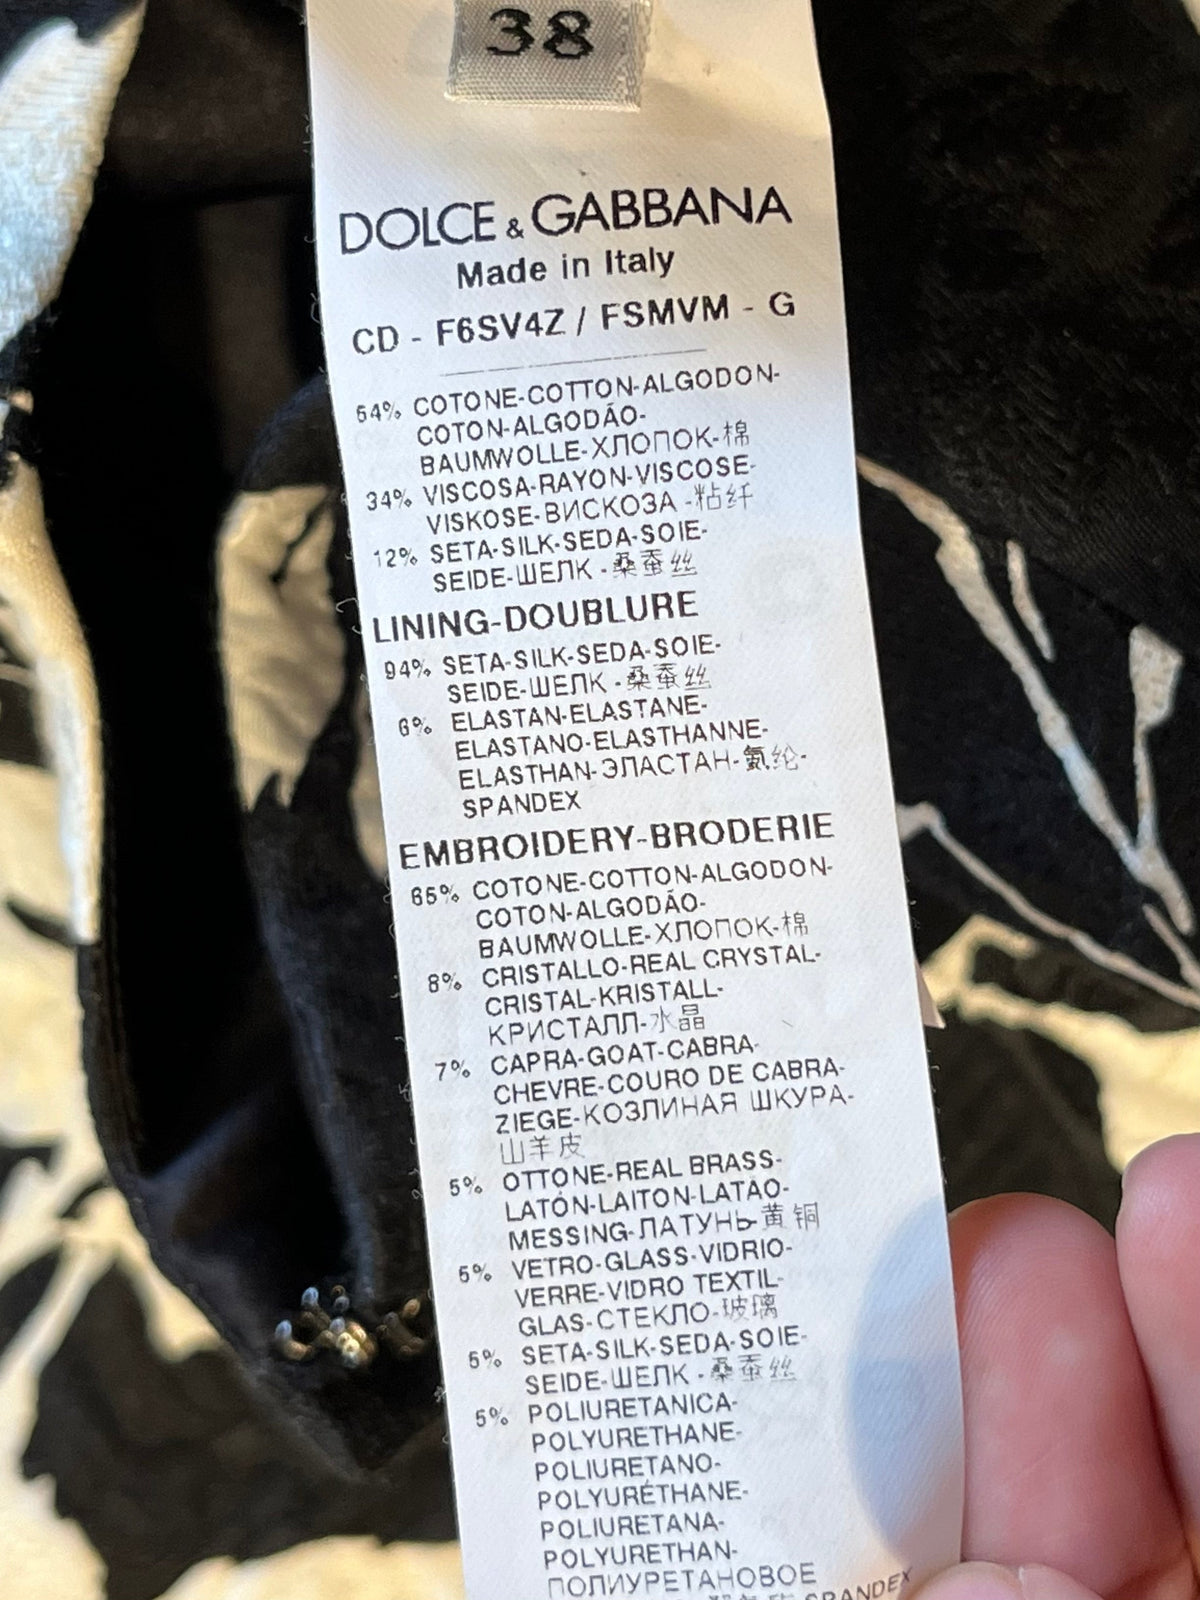 38
DOLCE & GABBANA
Made in Italy
CD - F6SV4Z / FSMVM - G
54% COTONE-COTTON-ALGODON-
COTON-ALGODÃO-
BAUMWOLLE-ХЛОПОК-棉
34% VISCOSA-RAYON-VISCOSE-
VISKOSE-ВИСКОЗА -粘纤
12% SETA-SILK-SEDA-SOIE-
SEIDE-ШЕЛК -桑蚕丝
LINING-DOUBLURE
94% SETA-SILK-SEDA-SOIE-
SEIDE-ШЕЛК -桑蚕丝
6% ELASTAN-ELASTANE-
ELASTANO-ELASTHANNE-
ELASTHAN-ЭЛАСТАН-氨纶-
SPANDEX
EMBROIDERY-BRODERIE
65% COTONE-COTTON-ALGODON-
COTON-ALGODÃO-
BAUMWOLLE-ХЛОПОК-棉
8% CRISTALLO-REAL CRYSTAL-
CRISTAL-KRISTALL-
КРИСТАЛЛ-水晶
7% CAPRA-GOAT-CABRA-
CHEVRE-COURO DE CABRA-
ZIEGE-КОЗЛИНАЯ ШКУРА-
山羊皮
5% OTTONE-REAL BRASS-
LATÓN-LAITON-LATÃO-
MESSING-ЛАТУНЬ-黄铜
5% VETRO-GLASS-VIDRIO-
VERRE-VIDRO TEXTIL-
GLAS-СТЕКЛО-玻璃
5% SETA-SILK-SEDA-SOIE-
SEIDE-ШЕЛК -桑蚕丝
5% POLIURETANICA-
POLYURETHANE-
POLIURETANO-
POLYURÉTHANE-
POLIURETANA-
POLYURETHAN-
ПОЛИУРЕТАНОВОЕ
SPANDEX